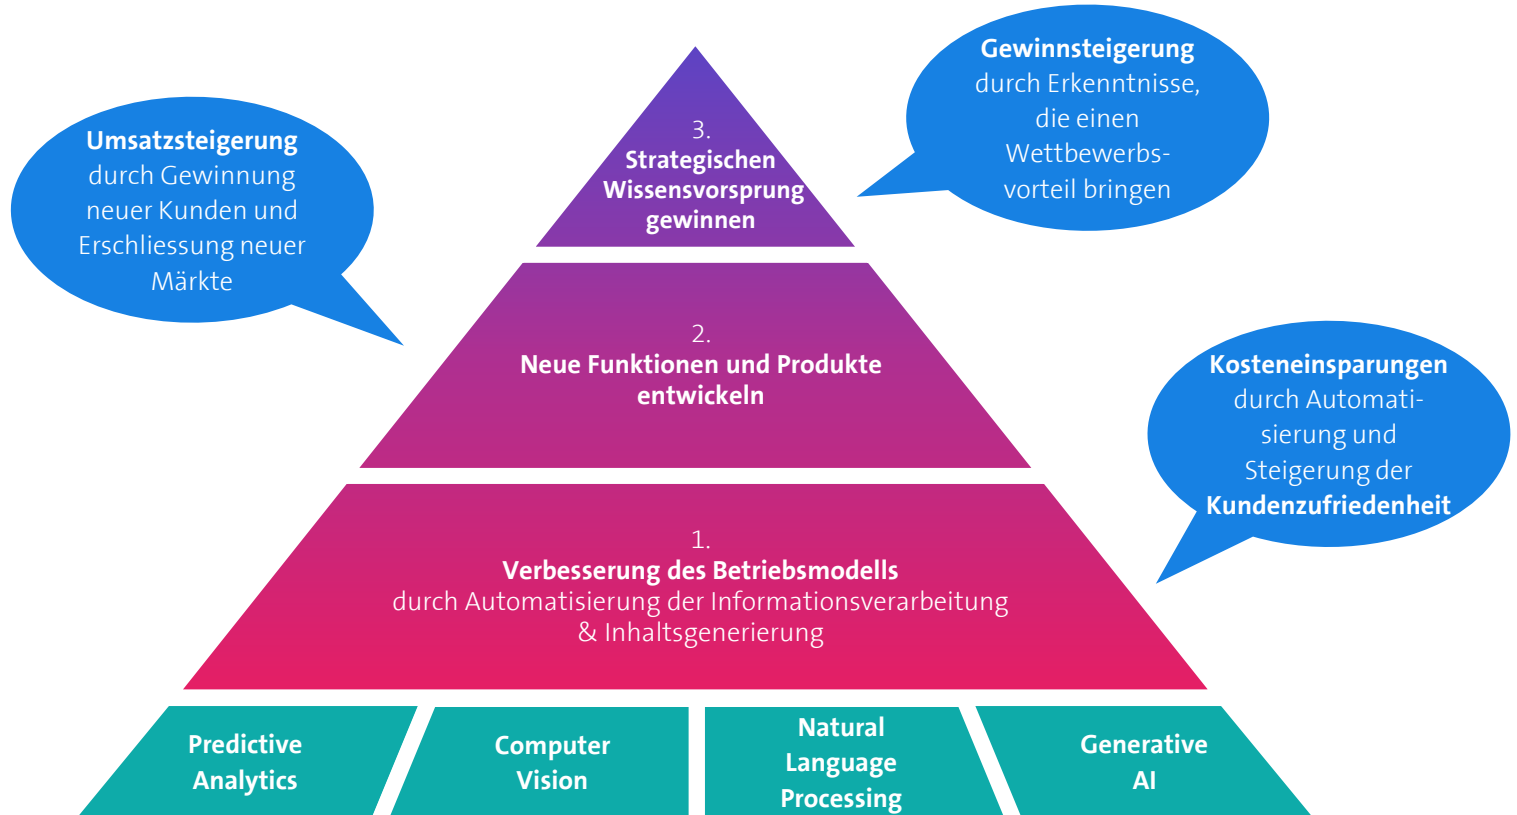 Gewinnsteigerung
durch Erkenntnisse,
die einen
Wettbewerbs-
vorteil bringen
Umsatzsteigerung
durch Gewinnung
neuer Kunden und
Erschliessung neuer
Märkte
3.
Strategischen
Wissensvorsprung
gewinnen
2.
Neue Funktionen und Produkte
entwickeln
Kosteneinsparungen
durch Automati-
sierung und
Steigerung der
Kundenzufriedenheit
1.
Verbesserung des Betriebsmodells
durch Automatisierung der Informationsverarbeitung
& Inhaltsgenerierung
Predictive
Analytics
Computer
Vision
Natural
Language
Processing
Generative
AI